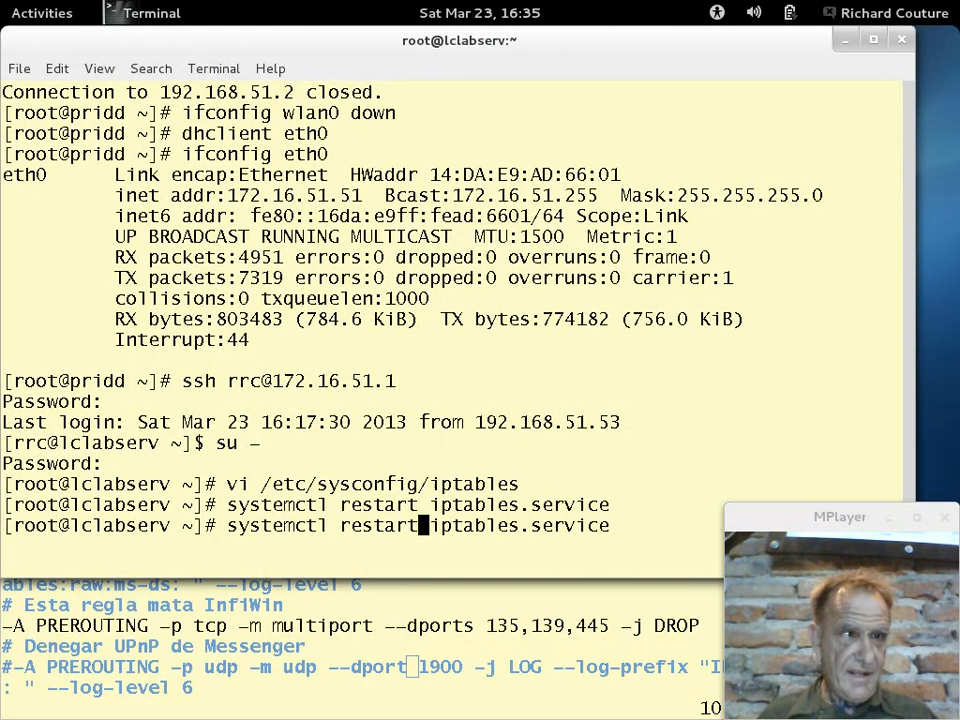 Activities
Terminal
Sat Mar 23, 16:35
Richard Couture
root@lclabserv:~
File Edit View Search Terminal Help
Connection to 192.168.51.2 closed.
[root@pridd ~]# ifconfig wlan0 down
[root@pridd ~]# dhclient eth0
[root@pridd ~]# ifconfig eth0
eth0      Link encap:Ethernet  HWaddr 14:DA:E9:AD:66:01
          inet addr:172.16.51.51  Bcast:172.16.51.255  Mask:255.255.255.0
          inet6 addr: fe80::16da:e9ff:fead:6601/64 Scope:Link
          UP BROADCAST RUNNING MULTICAST  MTU:1500  Metric:1
          RX packets:4951 errors:0 dropped:0 overruns:0 frame:0
          TX packets:7319 errors:0 dropped:0 overruns:0 carrier:1
          collisions:0 txqueuelen:1000
          RX bytes:803483 (784.6 KiB)  TX bytes:774182 (756.0 KiB)
          Interrupt:44
[root@pridd ~]# ssh rrc@172.16.51.1
Password:
Last login: Sat Mar 23 16:17:30 2013 from 192.168.51.53
[rrc@lclabserv ~]$ su -
Password:
[root@lclabserv ~]# vi /etc/sysconfig/iptables
[root@lclabserv ~]# systemctl restart iptables.service
[root@lclabserv ~]# systemctl restart iptables.service
MPlayer
ables:raw:ms-ds: " --log-level 6
# Esta regla mata InfiWin
-A PREROUTING -p tcp -m multiport --dports 135,139,445 -j DROP
# Denegar UPnP de Messenger
#-A PREROUTING -p udp -m udp --dport 1900 -j LOG --log-prefix "I
: " --log-level 6
10